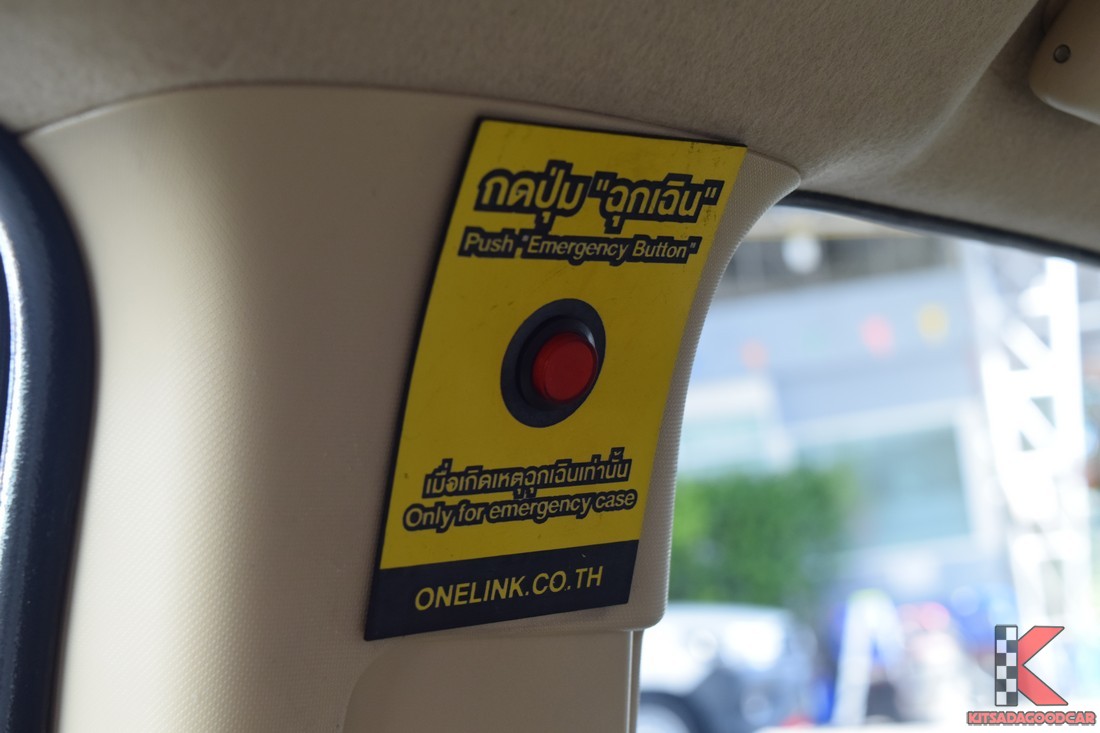 กดปุ่ม "ฉุกเฉิน"
Push "Emergency Button"
เมื่อเกิดเหตุฉุกเฉินเท่านั้น
Only for emergency case
ONELINK.CO.TH
K
KITSADAGOODCAR